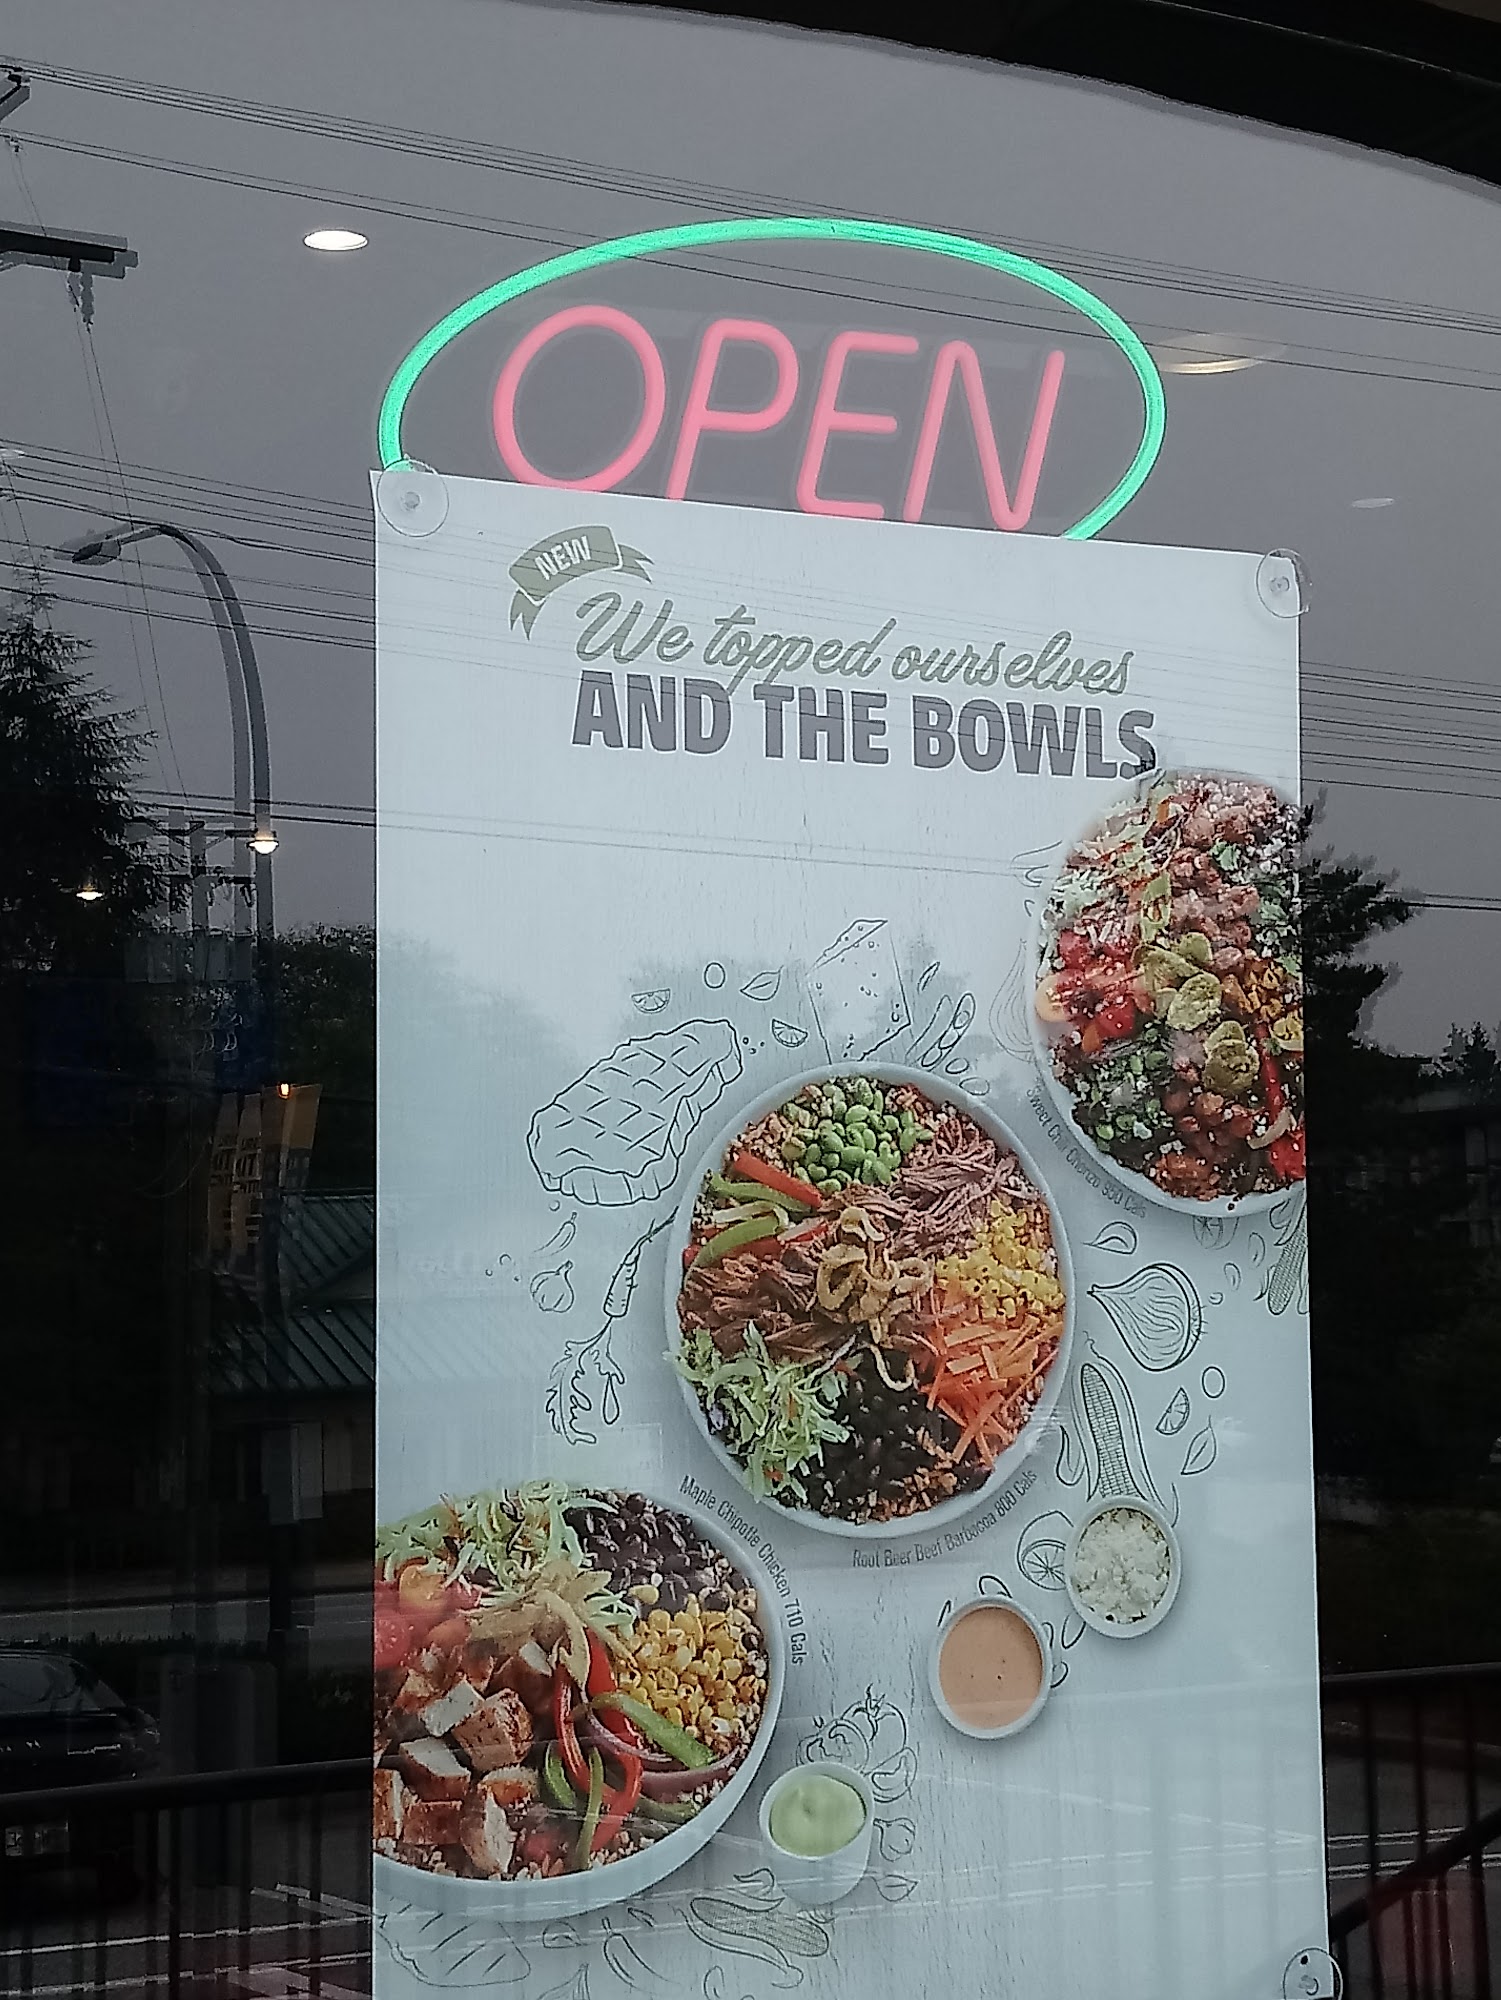 OPEN
NEW
We topped ourselves
AND THE BOWLS
Sweet Chili Chorizo 930 Cals
Root Beer Beef Barbacoa 800 Cals
Maple Chipotle Chicken 710 Cals